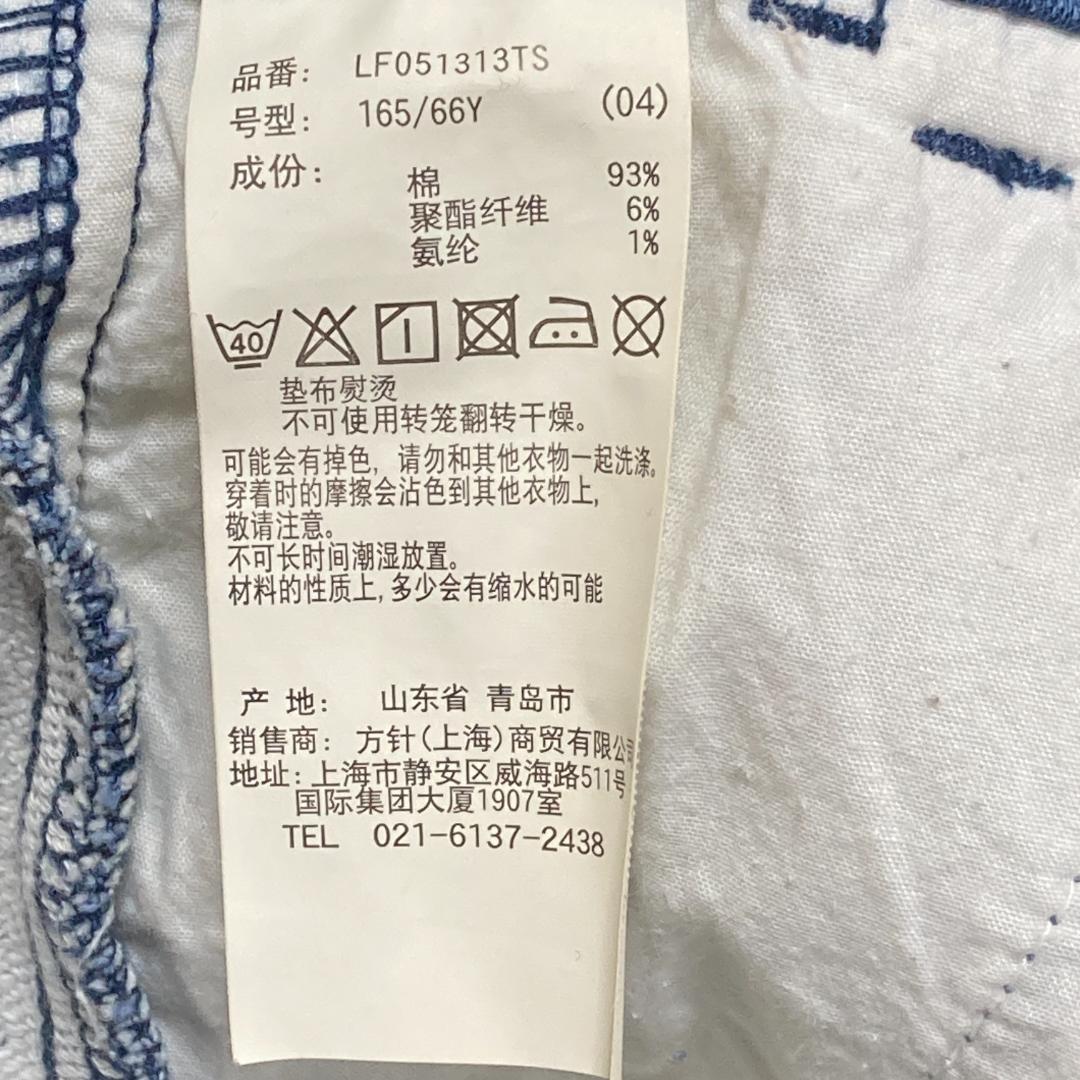 品番： LF051313TS
号型： 165/66Y (04)
成份： 棉 93%
聚酯纤维 6%
氨纶 1%
40
垫布熨烫
不可使用转笼翻转干燥。
可能会有掉色，请勿和其他衣物一起洗涤。
穿着时的摩擦会沾色到其他衣物上，
敬请注意。
不可长时间潮湿放置。
材料的性质上，多少会有缩水的可能
产 地： 山东省 青岛市
销售商： 方针(上海)商贸有限公司
地址：上海市静安区威海路511号
国际集团大厦1907室
TEL 021-6137-2438